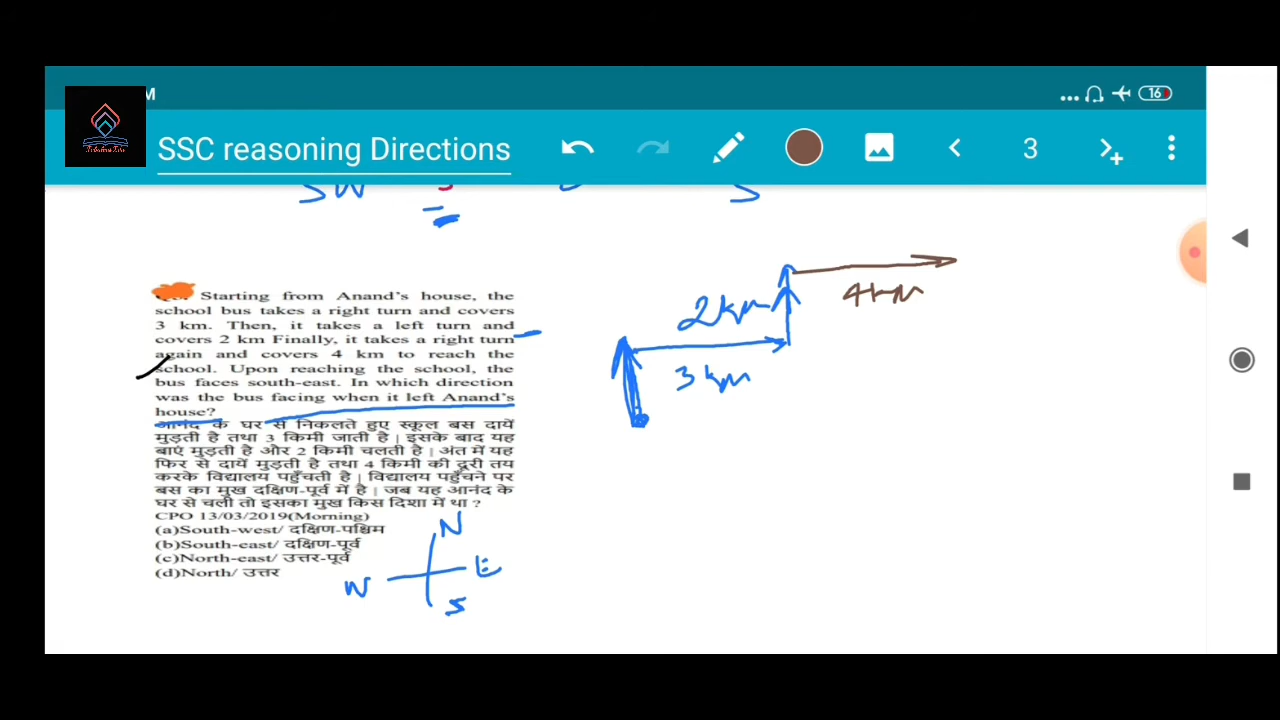 M
... 16
SSC reasoning Directions
3
SW
S
Starting from Anand's house, the
school bus takes a right turn and covers
3 km. Then, it takes a left turn and
covers 2 km Finally, it takes a right turn
again and covers 4 km to reach the
school. Upon reaching the school, the
bus faces south-east. In which direction
was the bus facing when it left Anand's
house?
आनंद के घर से निकलते हुए स्कूल बस दायें
मुड़ती है तथा 3 किमी जाती है | इसके बाद यह
बाएं मुड़ती है और 2 किमी चलती है | अंत में यह
फिर से दायें मुड़ती है तथा 4 किमी की दूरी तय
करके विद्यालय पहुँचती है | विद्यालय पहुँचने पर
बस का मुख दक्षिण-पूर्व में है | जब यह आनंद के
घर से चली तो इसका मुख किस दिशा में था ?
CPO 13/03/2019(Morning)
(a)South-west/ दक्षिण-पश्चिम
(b)South-east/ दक्षिण-पूर्व
(c)North-east/ उत्तर-पूर्व
(d)North/ उत्तर
N
W
E
S
2km
4km
3km